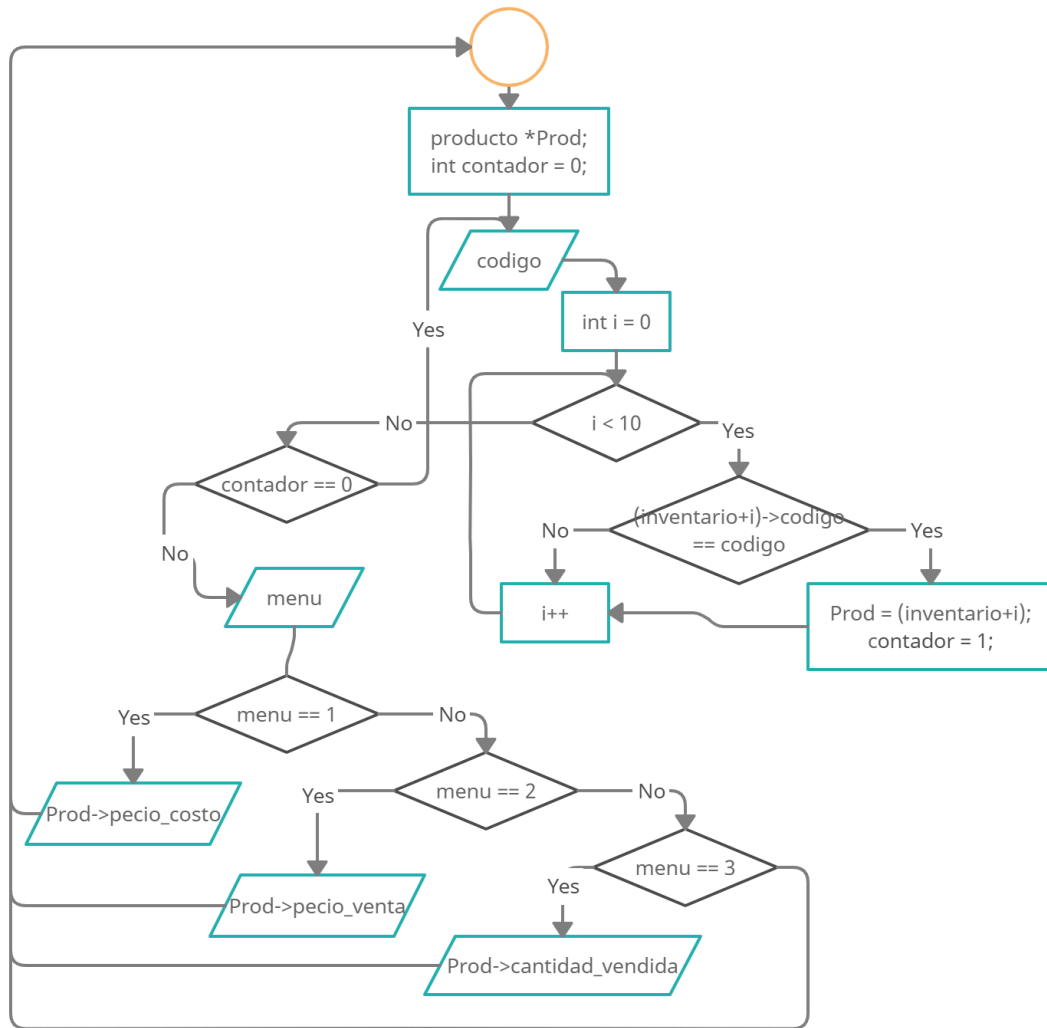 producto *Prod;
int contador = 0;
codigo
int i = 0
Yes
i < 10
No
Yes
contador == 0
(inventario+i)->codigo
== codigo
No
Yes
No
menu
i++
Prod = (inventario+i);
contador = 1;
menu == 1
Yes
No
menu == 2
Yes
No
Prod->pecio_costo
menu == 3
Yes
Prod->pecio_venta
Prod->cantidad_vendida